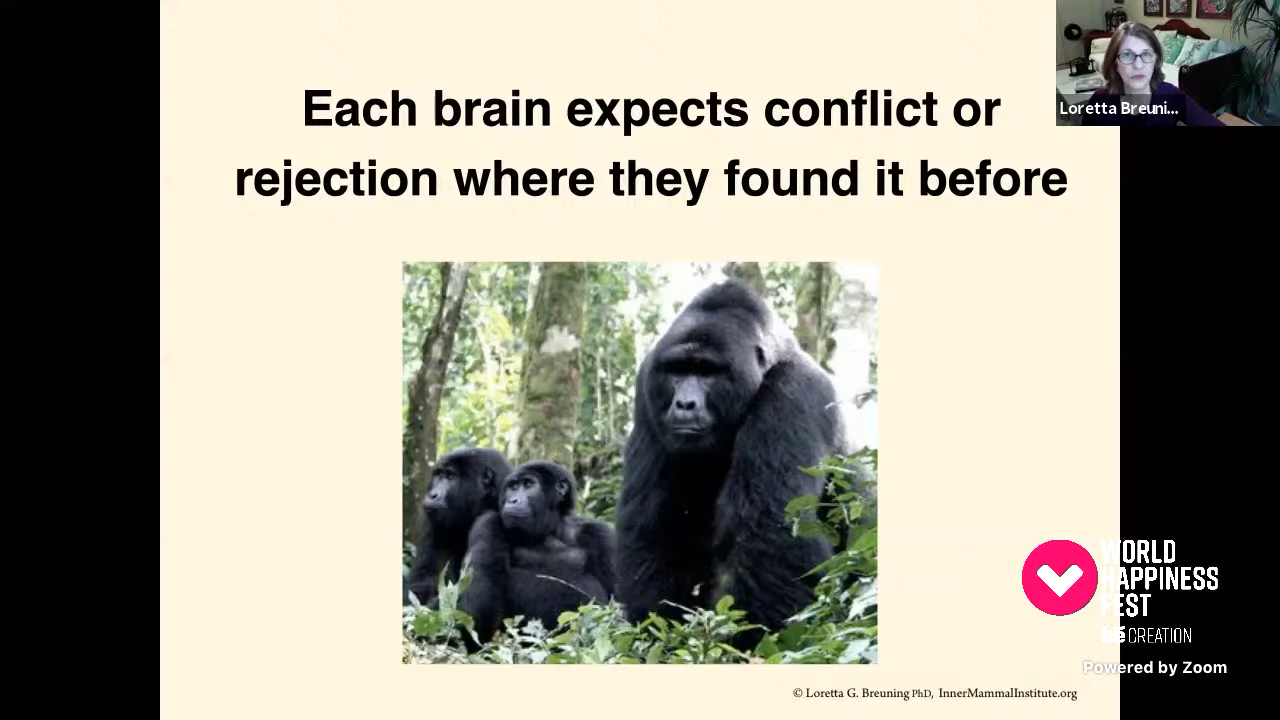 Each brain expects conflict or
rejection where they found it before
Loretta Breuni...
WORLD
HAPPINESS
FEST
CREATION
Powered by Zoom
© Loretta G. Breuning PhD, InnerMammalInstitute.org